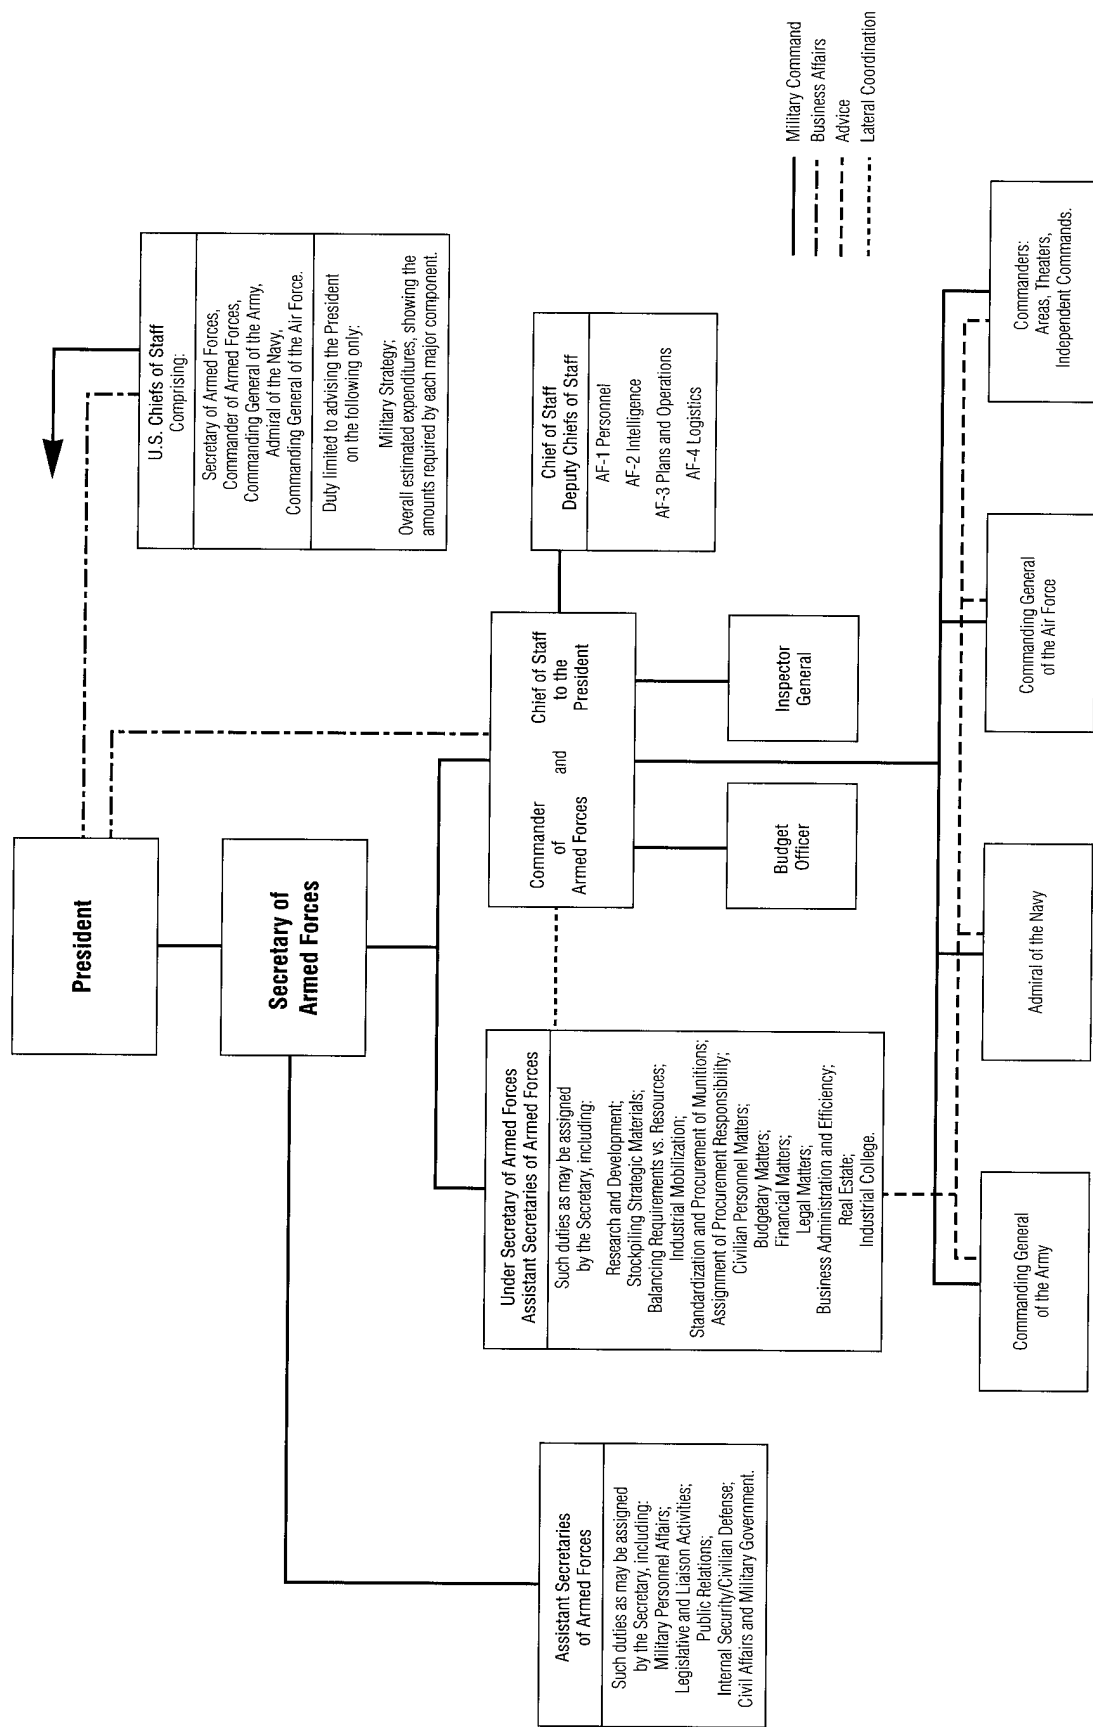 President
Secretary of
Armed Forces
U.S. Chiefs of Staff
Comprising:
Secretary of Armed Forces,
Commander of Armed Forces,
Commanding General of the Army,
Admiral of the Navy,
Commanding General of the Air Force.
Duty limited to advising the President
on the following only:
Military Strategy;
Overall estimated expenditures, showing the
amounts required by each major component.
Assistant Secretaries
of Armed Forces
Such duties as may be assigned
by the Secretary, including:
Military Personnel Affairs;
Legislative and Liaison Activities;
Public Relations;
Internal Security/Civilian Defense;
Civil Affairs and Military Government.
Under Secretary of Armed Forces
Assistant Secretaries of Armed Forces
Such duties as may be assigned
by the Secretary, including:
Research and Development;
Stockpiling Strategic Materials;
Balancing Requirements vs. Resources;
Industrial Mobilization;
Standardization and Procurement of Munitions;
Assignment of Procurement Responsibility;
Civilian Personnel Matters;
Budgetary Matters;
Financial Matters;
Legal Matters;
Business Administration and Efficiency;
Real Estate;
Industrial College.
Commander
of
Armed Forces
and
Chief of Staff
to the
President
Chief of Staff
Deputy Chiefs of Staff
AF-1 Personnel
AF-2 Intelligence
AF-3 Plans and Operations
AF-4 Logistics
Budget
Officer
Inspector
General
Military Command
Business Affairs
Advice
Lateral Coordination
Commanding General
of the Army
Admiral of the Navy
Commanding General
of the Air Force
Commanders:
Areas, Theaters,
Independent Commands.